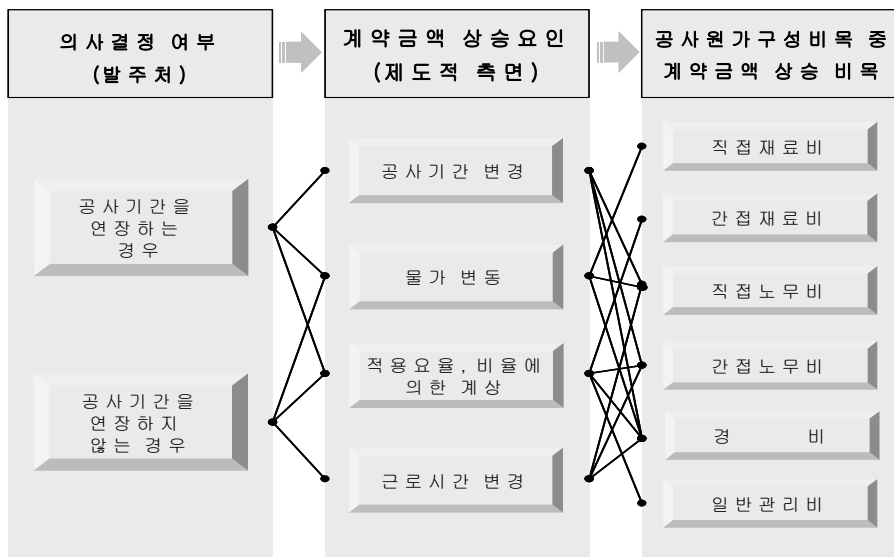 의사결정 여부
(발주처)
계약금액 상승요인
(제도적 측면)
공사원가구성비목 중
계약금액 상승 비목
공사기간을
연장하는
경우
공사기간을
연장하지
않는 경우
공사기간 변경
물가 변동
적용요율, 비율에
의한 계상
근로시간 변경
직접재료비
간접재료비
직접노무비
간접노무비
경 비
일반관리비